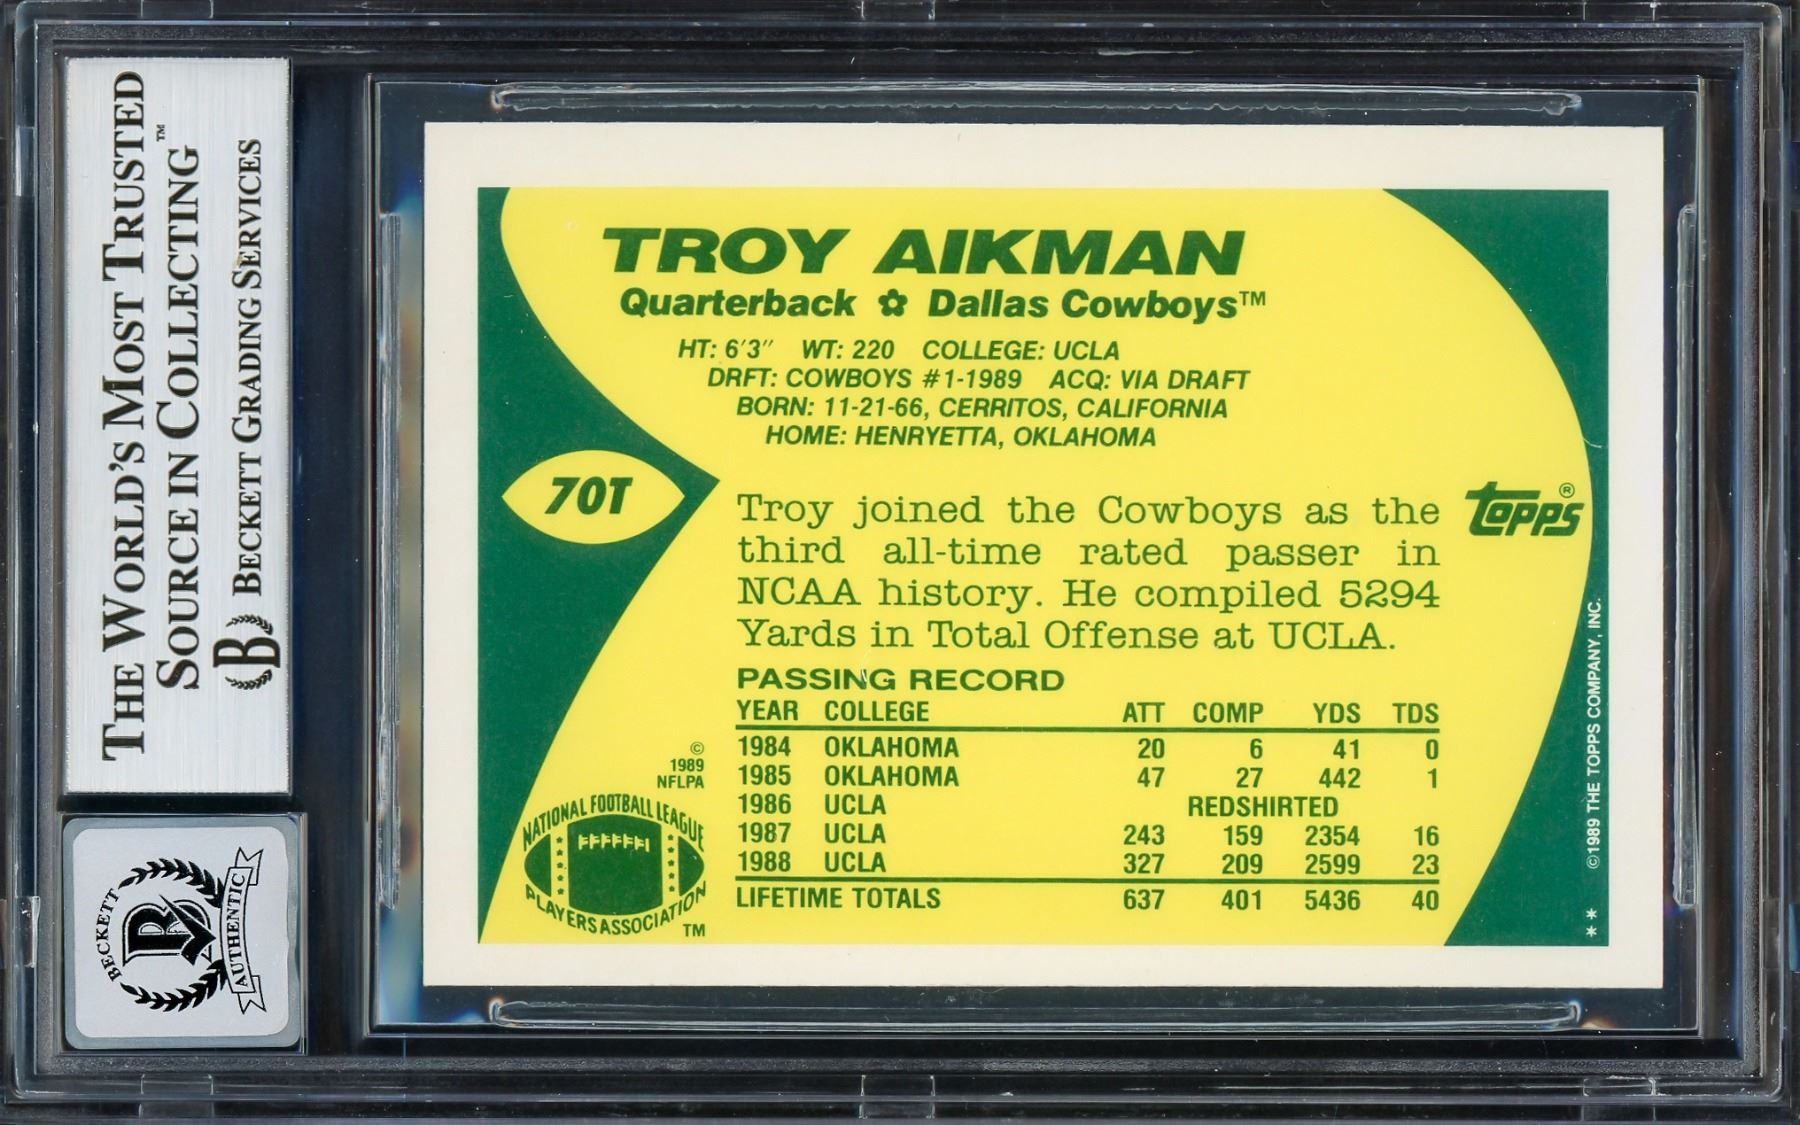 THE WORLD'S MOST TRUSTED
SOURCE IN COLLECTING™
BECKETT GRADING SERVICES
B
BECKETT
B
AUTHENTIC
TROY AIKMAN
Quarterback ✿ Dallas Cowboys™
HT: 6'3" WT: 220 COLLEGE: UCLA
DRFT: COWBOYS #1-1989 ACQ: VIA DRAFT
BORN: 11-21-66, CERRITOS, CALIFORNIA
HOME: HENRYETTA, OKLAHOMA
70T
Troy joined the Cowboys as the
third all-time rated passer in
NCAA history. He compiled 5294
Yards in Total Offense at UCLA.
topps®
PASSING RECORD
YEAR COLLEGE ATT COMP YDS TDS
1984 OKLAHOMA 20 6 41 0
1985 OKLAHOMA 47 27 442 1
1986 UCLA REDSHIRTED
1987 UCLA 243 159 2354 16
1988 UCLA 327 209 2599 23
LIFETIME TOTALS 637 401 5436 40
©
1989
NFLPA
NATIONAL FOOTBALL LEAGUE
PLAYERS ASSOCIATION
TM
©1989 THE TOPPS COMPANY, INC.
**